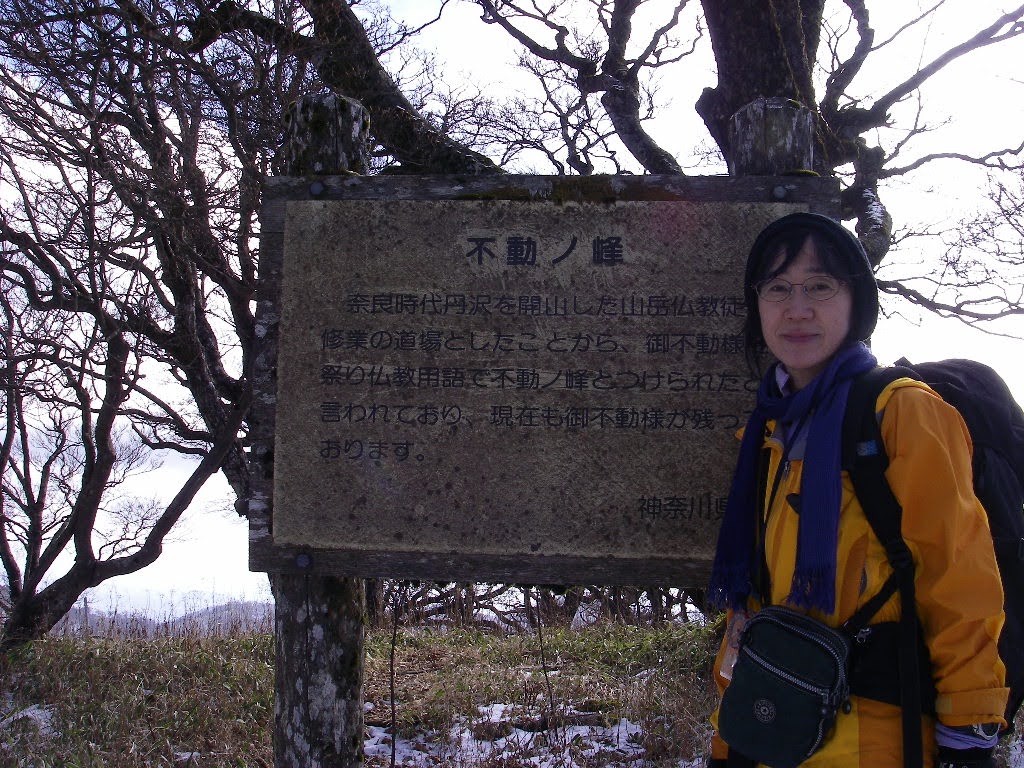 不動ノ峰
奈良時代丹沢を開山した山岳仏教徒
修業の道場としたことから、御不動様
祭り仏教用語で不動ノ峰とつけられたと
言われており、現在も御不動様が残って
おります。
神奈川県